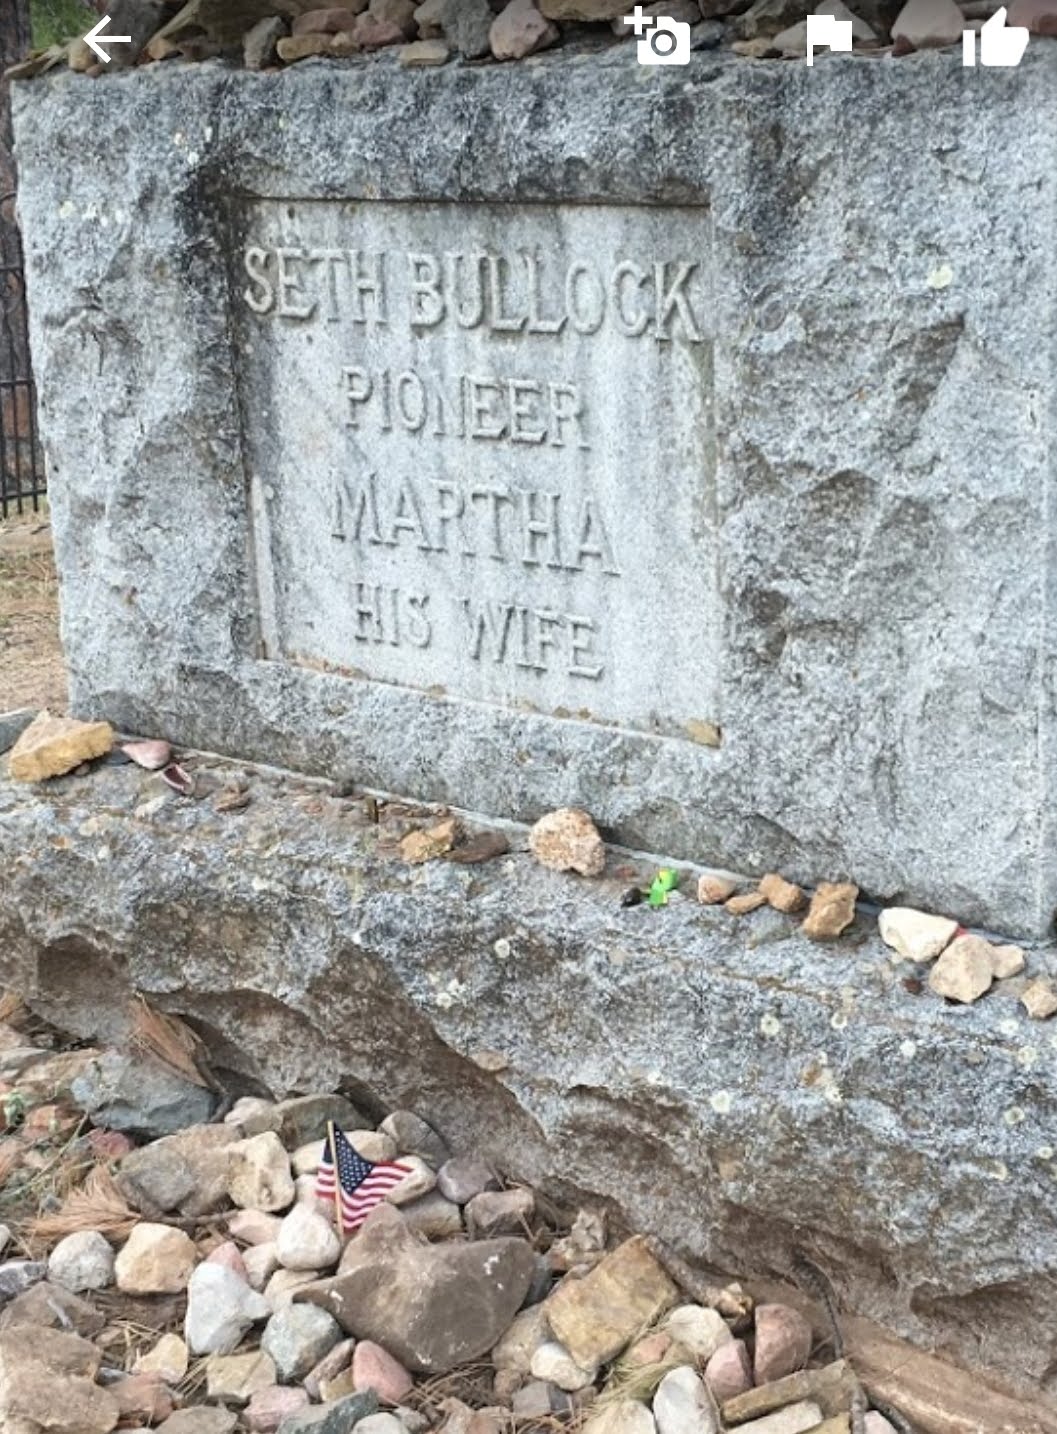 SETH BULLOCK
PIONEER
MARTHA
HIS WIFE